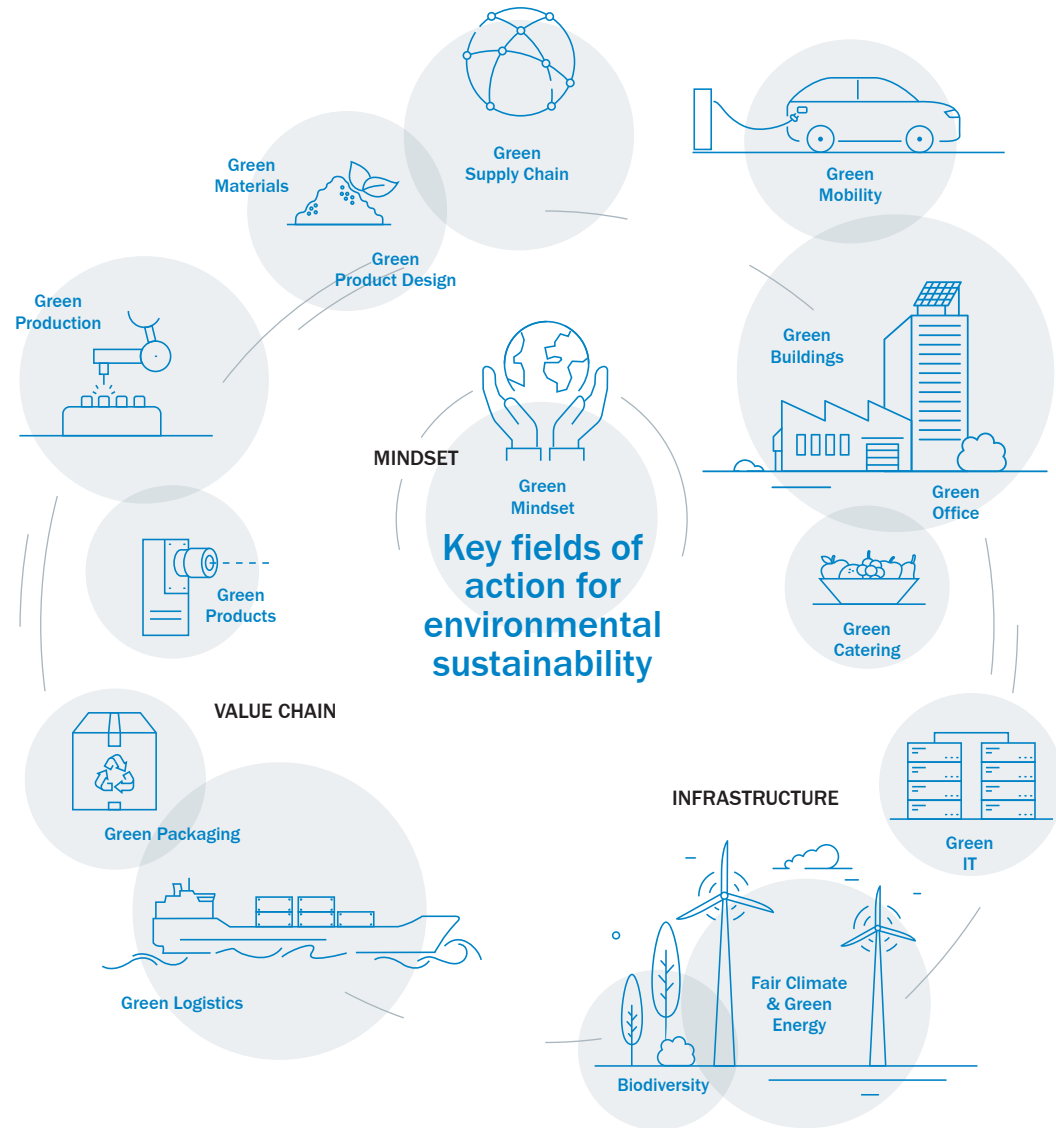 Green
Supply Chain
Green
Materials
Green
Mobility
Green
Product Design
Green
Production
Green
Buildings
MINDSET
Green
Mindset
Green
Office
Key fields of
action for
environmental
sustainability
Green
Products
Green
Catering
VALUE CHAIN
INFRASTRUCTURE
Green Packaging
Green
IT
Green Logistics
Fair Climate
& Green
Energy
Biodiversity